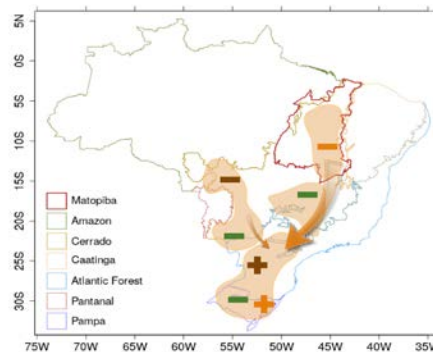 5N
0S
5S
10S
15S
20S
25S
30S
Matopiba
Amazon
Cerrado
Caatinga
Atlantic Forest
Pantanal
Pampa
75W 70W 65W 60W 55W 50W 45W 40W 35W